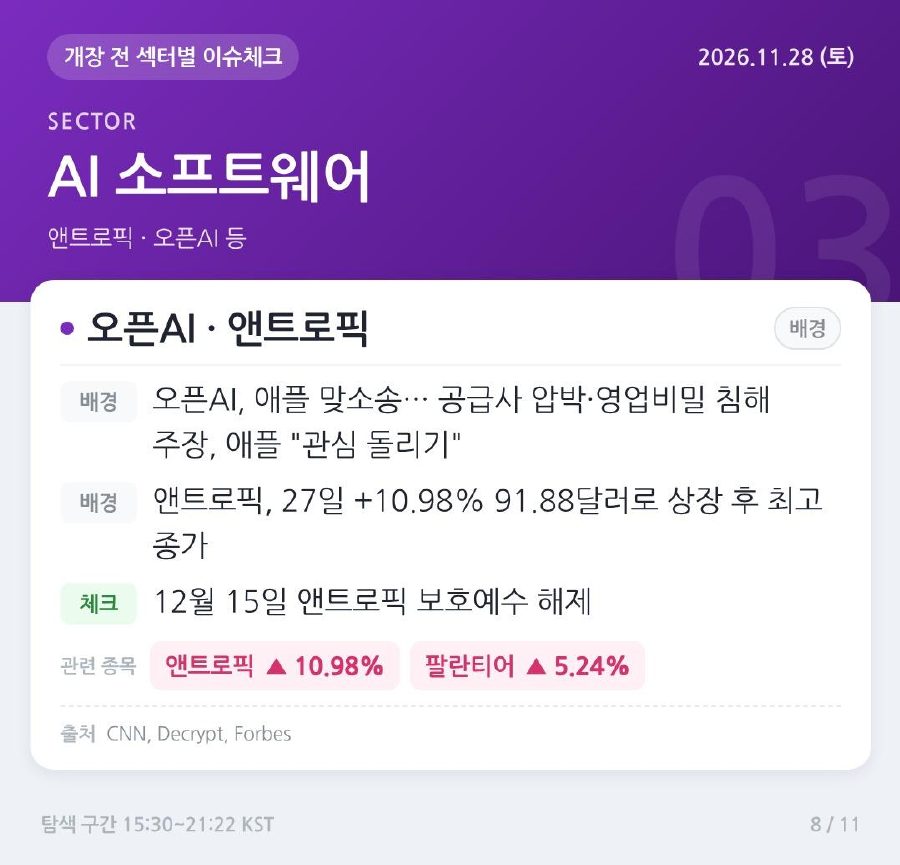 개장 전 섹터별 이슈체크
2026.11.28 (토)
SECTOR
AI 소프트웨어
앤트로픽 · 오픈AI 등
03
오픈AI · 앤트로픽
배경
배경
오픈AI, 애플 맞소송… 공급사 압박·영업비밀 침해
주장, 애플 "관심 돌리기"
배경
앤트로픽, 27일 +10.98% 91.88달러로 상장 후 최고
종가
체크
12월 15일 앤트로픽 보호예수 해제
관련 종목
앤트로픽 ▲ 10.98%
팔란티어 ▲ 5.24%
출처 CNN, Decrypt, Forbes
탐색 구간 15:30~21:22 KST
8 / 11